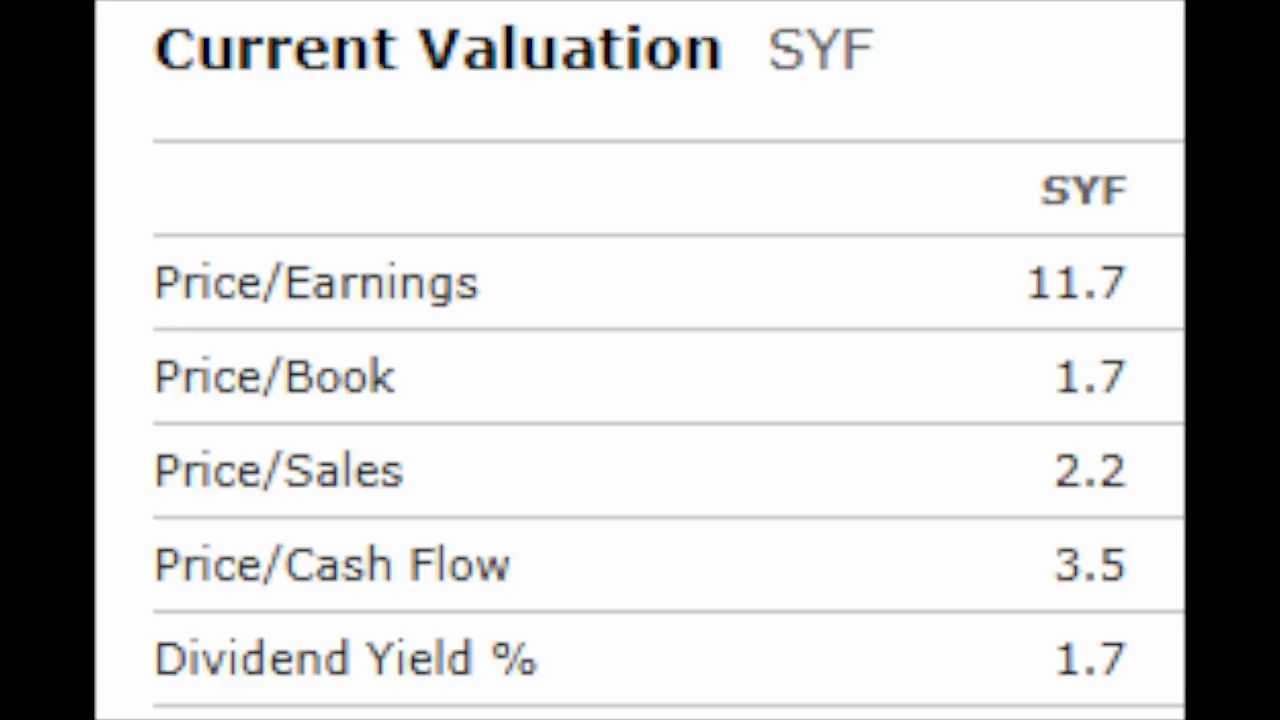 Current Valuation SYF
SYF
Price/Earnings 11.7
Price/Book 1.7
Price/Sales 2.2
Price/Cash Flow 3.5
Dividend Yield % 1.7